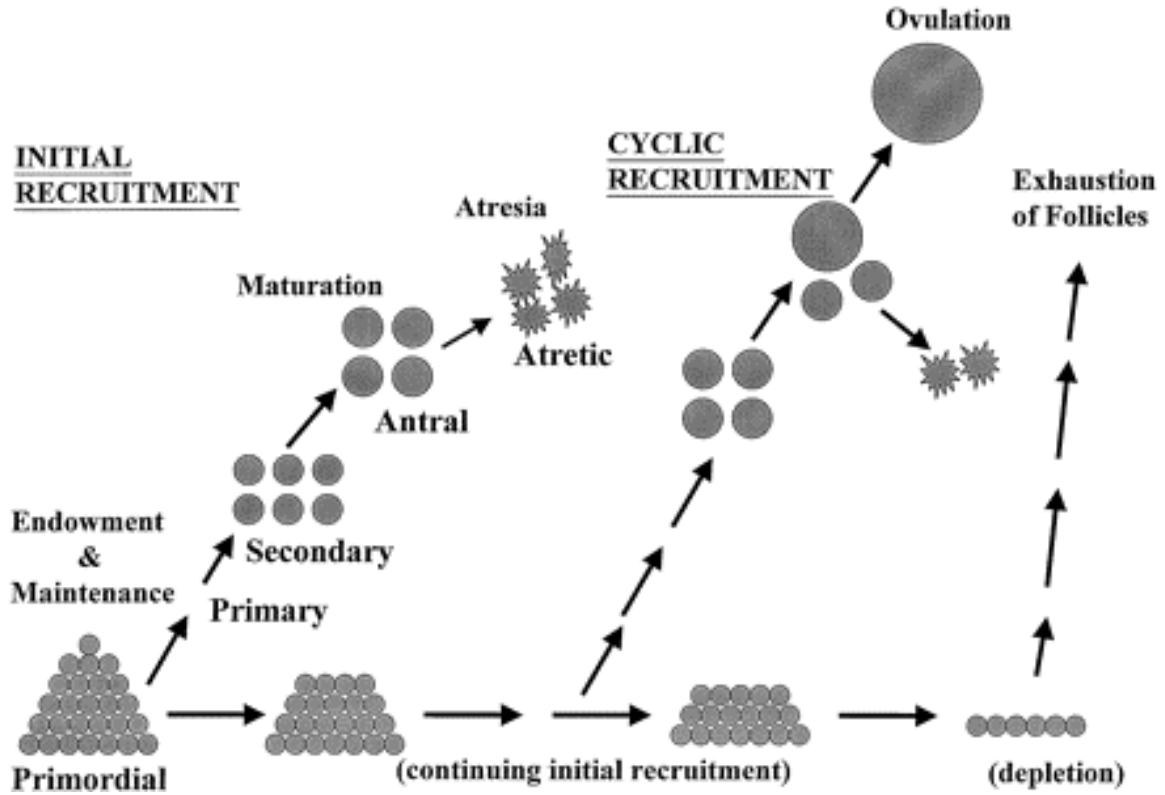 Ovulation
INITIAL
RECRUITMENT
CYCLIC
RECRUITMENT
Exhaustion
of Follicles
Atresia
Maturation
Atretic
Antral
Endowment
&
Maintenance
Secondary
Primary
Primordial
(continuing initial recruitment)
(depletion)